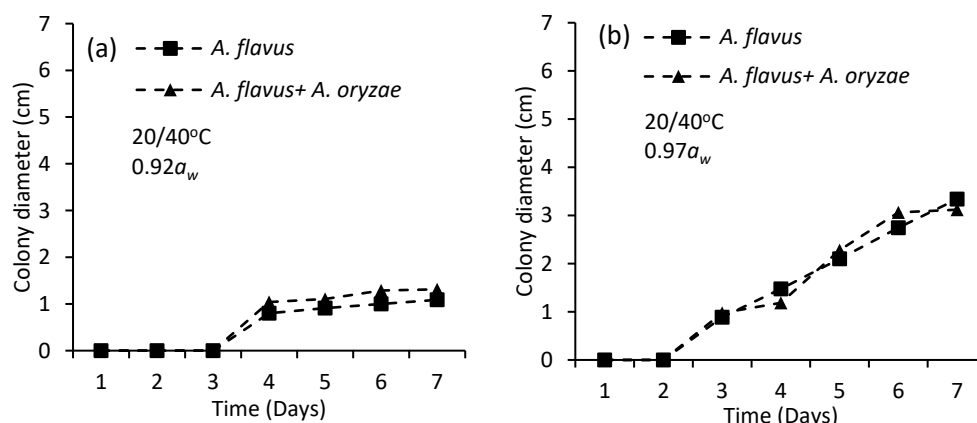 (a)
A. flavus
A. flavus+ A. oryzae
20/40°C
0.92aw
Colony diameter (cm)
7
6
5
4
3
2
1
0
1 2 3 4 5 6 7
Time (Days)
(b)
A. flavus
A. flavus+ A. oryzae
20/40°C
0.97aw
Colony diameter (cm)
7
6
5
4
3
2
1
0
1 2 3 4 5 6 7
Time (Days)